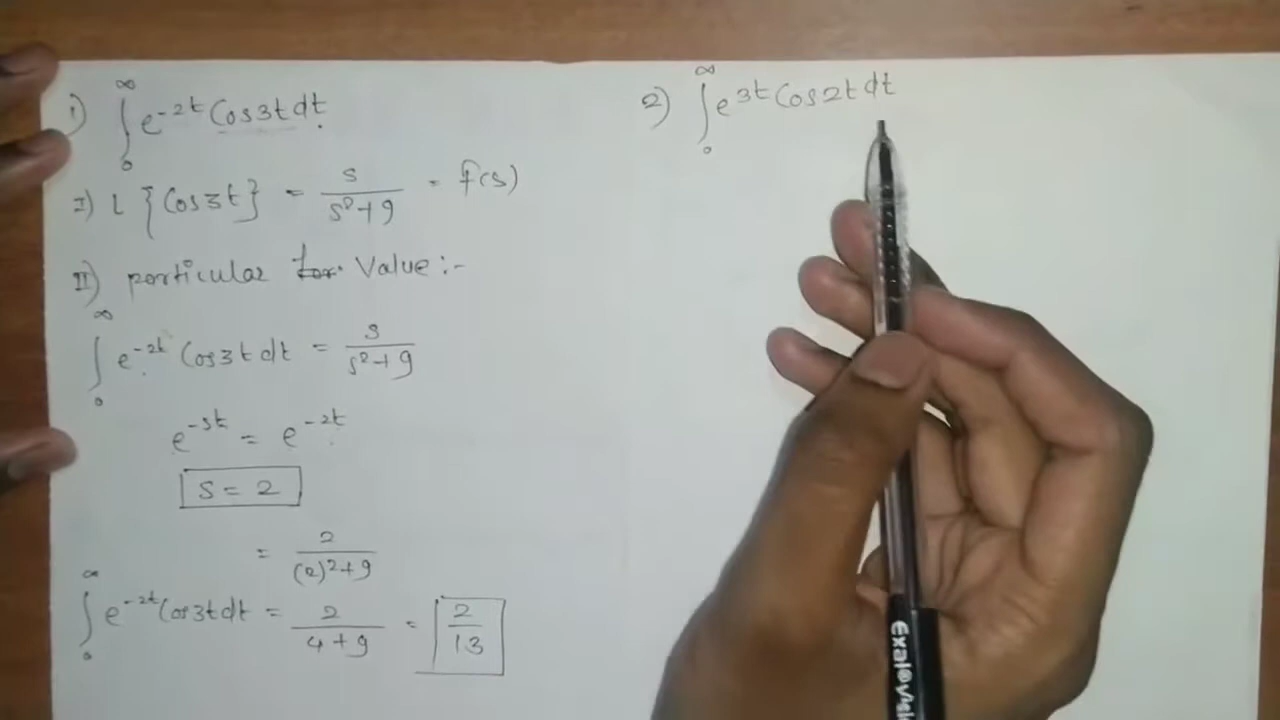 1) ∫₀^∞ e^-2t Cos3t dt.
I) L {Cos3t} = s/(s²+9) = f(s)
II) particular Value :-
∫₀^∞ e^-2t Cos3t dt = s/(s²+9)
e^-st = e^-2t
S = 2
= 2/((2)²+9)
∫₀^∞ e^-2t Cos3t dt = 2/(4+9) = 2/13
2) ∫₀^∞ e^3t Cos2t dt